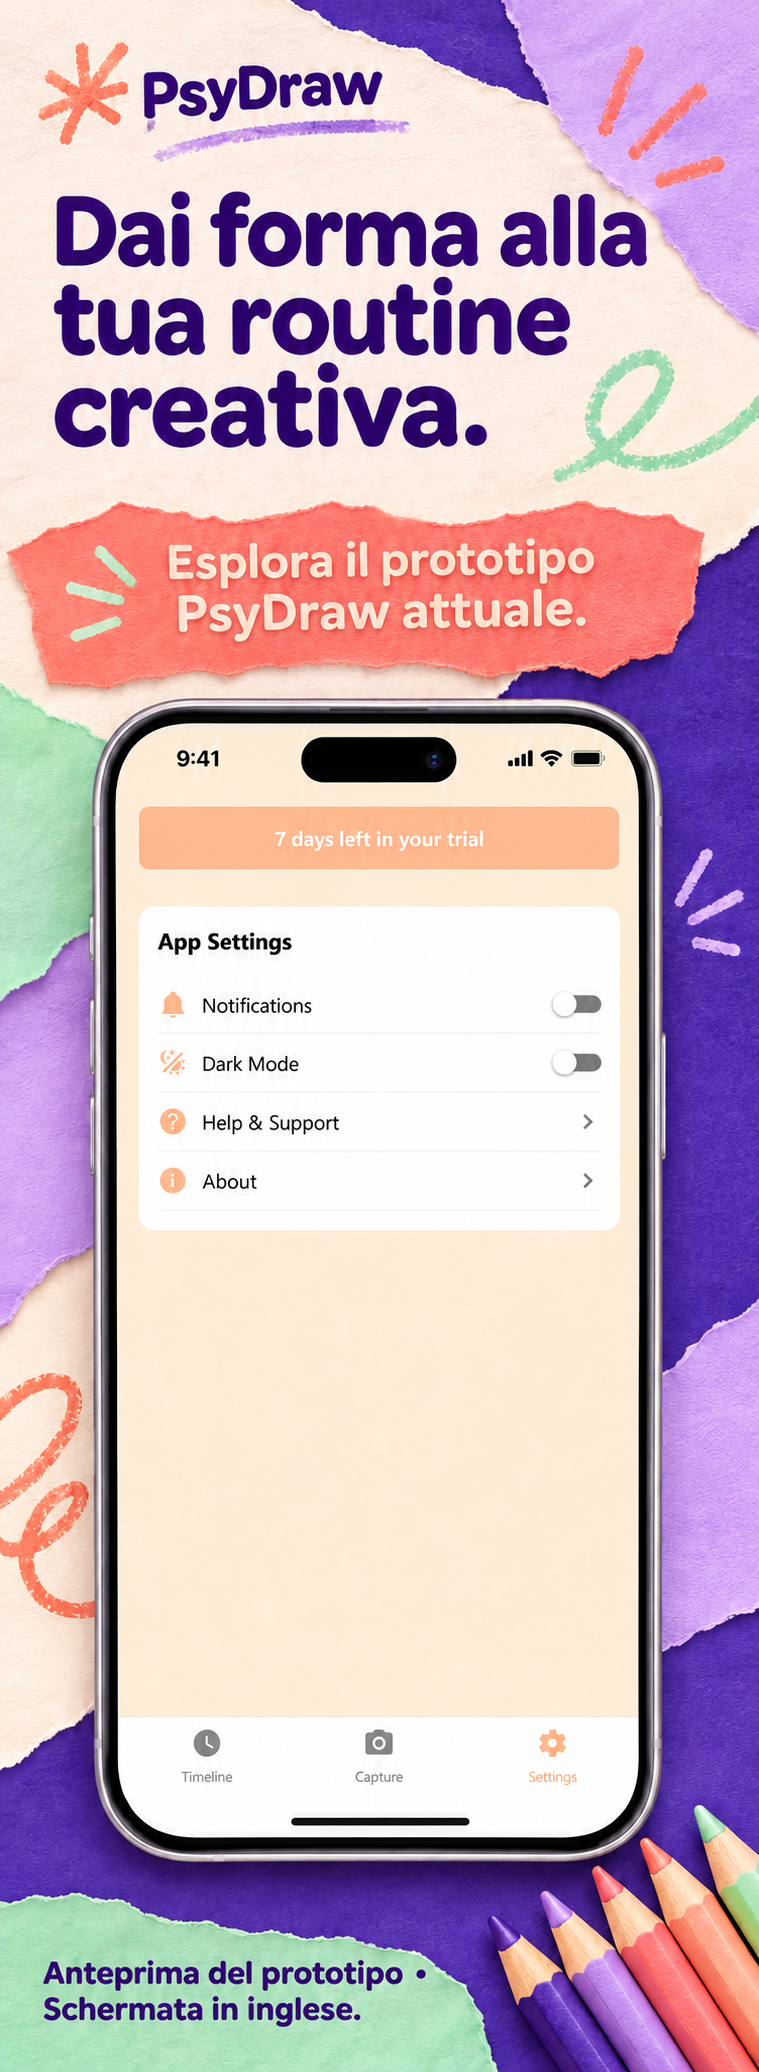 PsyDraw
Dai forma alla
tua routine
creativa.
Esplora il prototipo
PsyDraw attuale.
9:41
7 days left in your trial
App Settings
Notifications
Dark Mode
Help & Support
About
Timeline
Capture
Settings
Anteprima del prototipo •
Schermata in inglese.